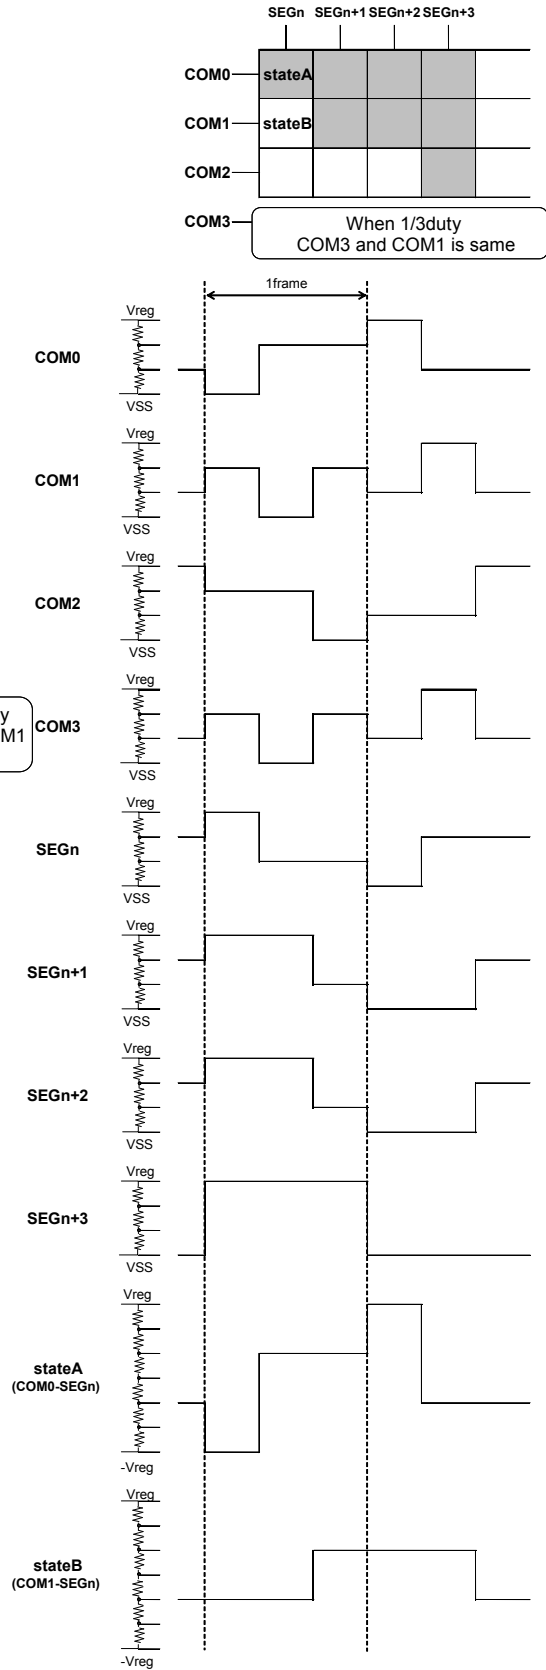 SEGn SEGn+1 SEGn+2 SEGn+3
COM0 stateA
COM1 stateB
COM2
COM3 When 1/3duty
COM3 and COM1 is same
1frame
Vreg
COM0
VSS
Vreg
COM1
VSS
Vreg
COM2
VSS
Vreg
y
M1 COM3
VSS
Vreg
SEGn
VSS
Vreg
SEGn+1
VSS
Vreg
SEGn+2
VSS
Vreg
SEGn+3
VSS
Vreg
stateA
(COM0-SEGn)
-Vreg
Vreg
stateB
(COM1-SEGn)
-Vreg